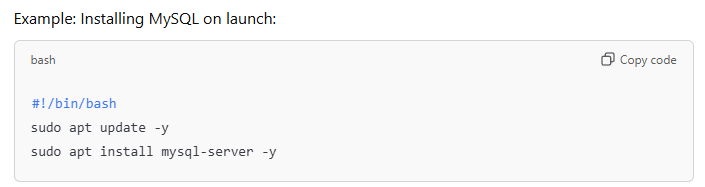 Example: Installing MySQL on launch:
bash
Copy code
#!/bin/bash
sudo apt update -y
sudo apt install mysql-server -y